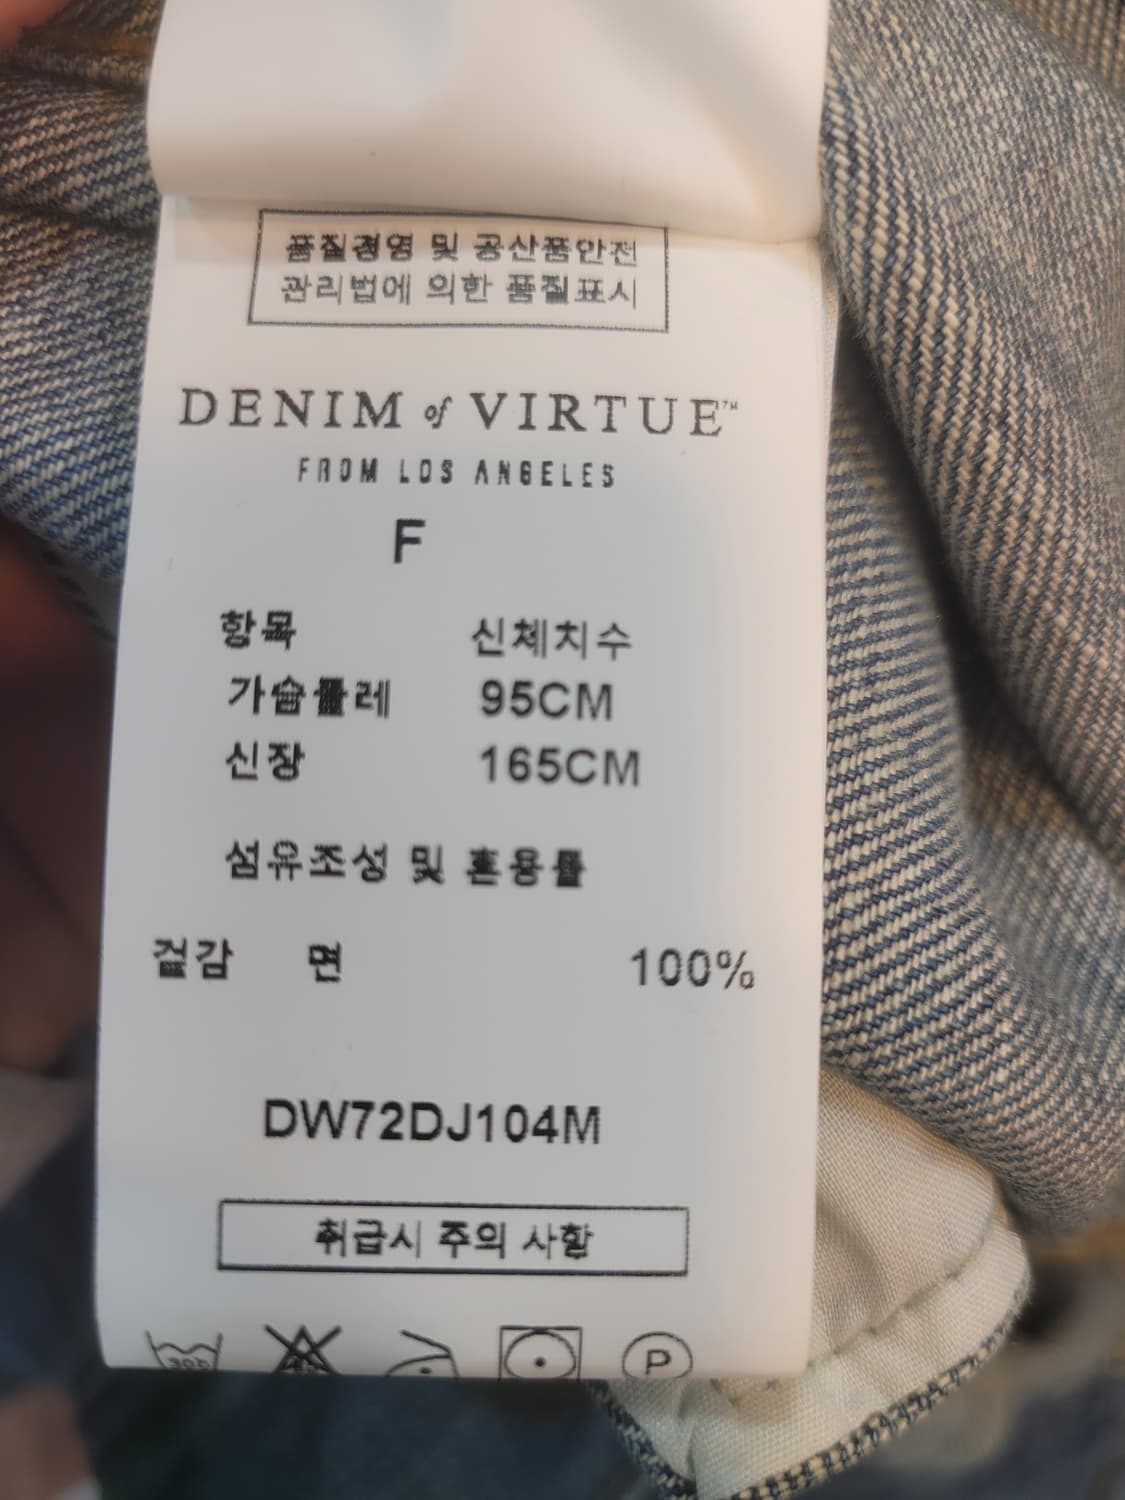 품질경영 및 공산품안전
관리법에 의한 품질표시
DENIM of VIRTUE™
FROM LOS ANGELES
F
항목 신체치수
가슴둘레 95CM
신장 165CM
섬유조성 및 혼용률
겉감 면 100%
DW72DJ104M
취급시 주의 사항
P